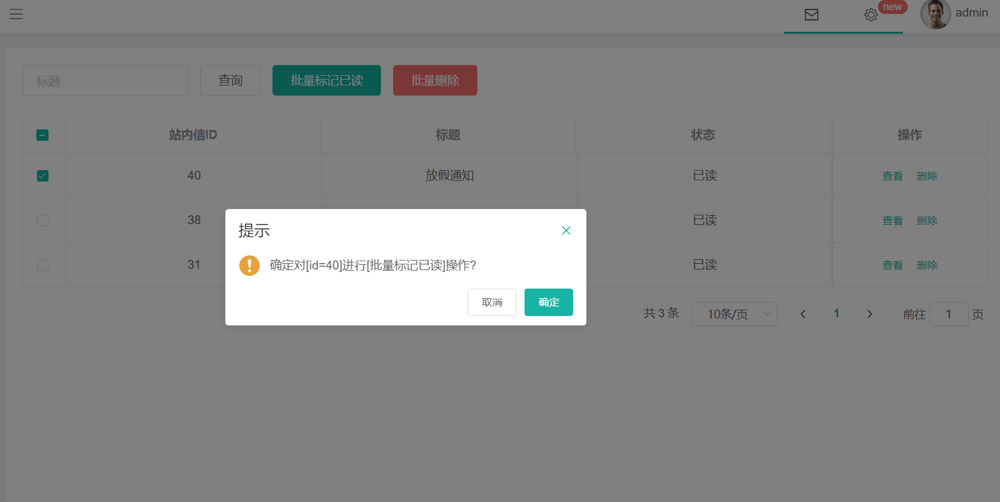 new
admin
标题
查询
批量标记已读
批量删除
站内信ID
标题
状态
操作
40
放假通知
已读
查看
删除
38
已读
查看
删除
31
已读
查看
删除
提示
确定对[id=40]进行[批量标记已读]操作?
取消
确定
共 3 条
10条/页
1
前往
1
页